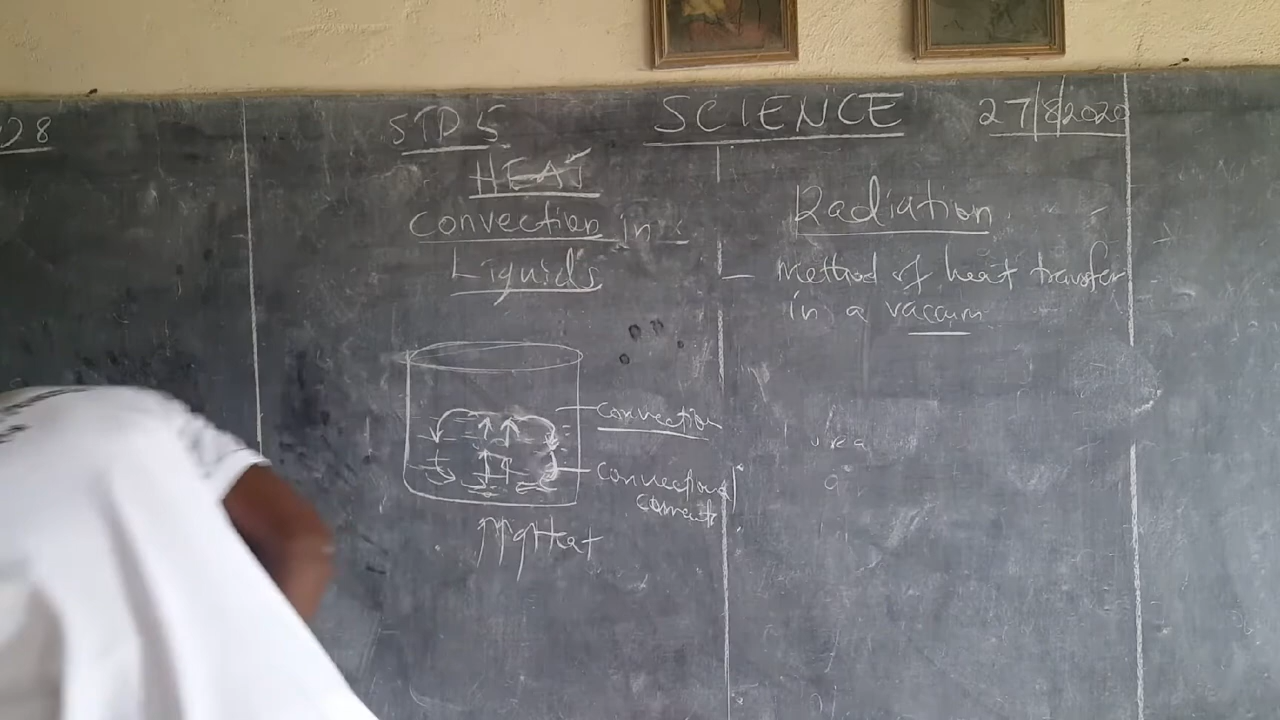 28
STD 5
SCIENCE
27/8/2020
HEAT
Convection in
Liquids
Convection
Convectional
Currents
Heat
Radiation
- Method of heat transfer
in a vacuum